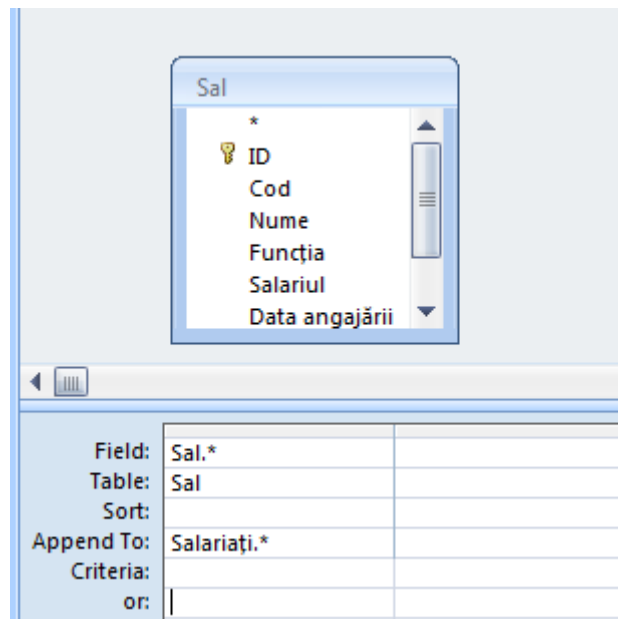 Sal
*
ID
Cod
Nume
Funcția
Salariul
Data angajării
Field: Sal.*
Table: Sal
Sort:
Append To: Salariați.*
Criteria:
or: